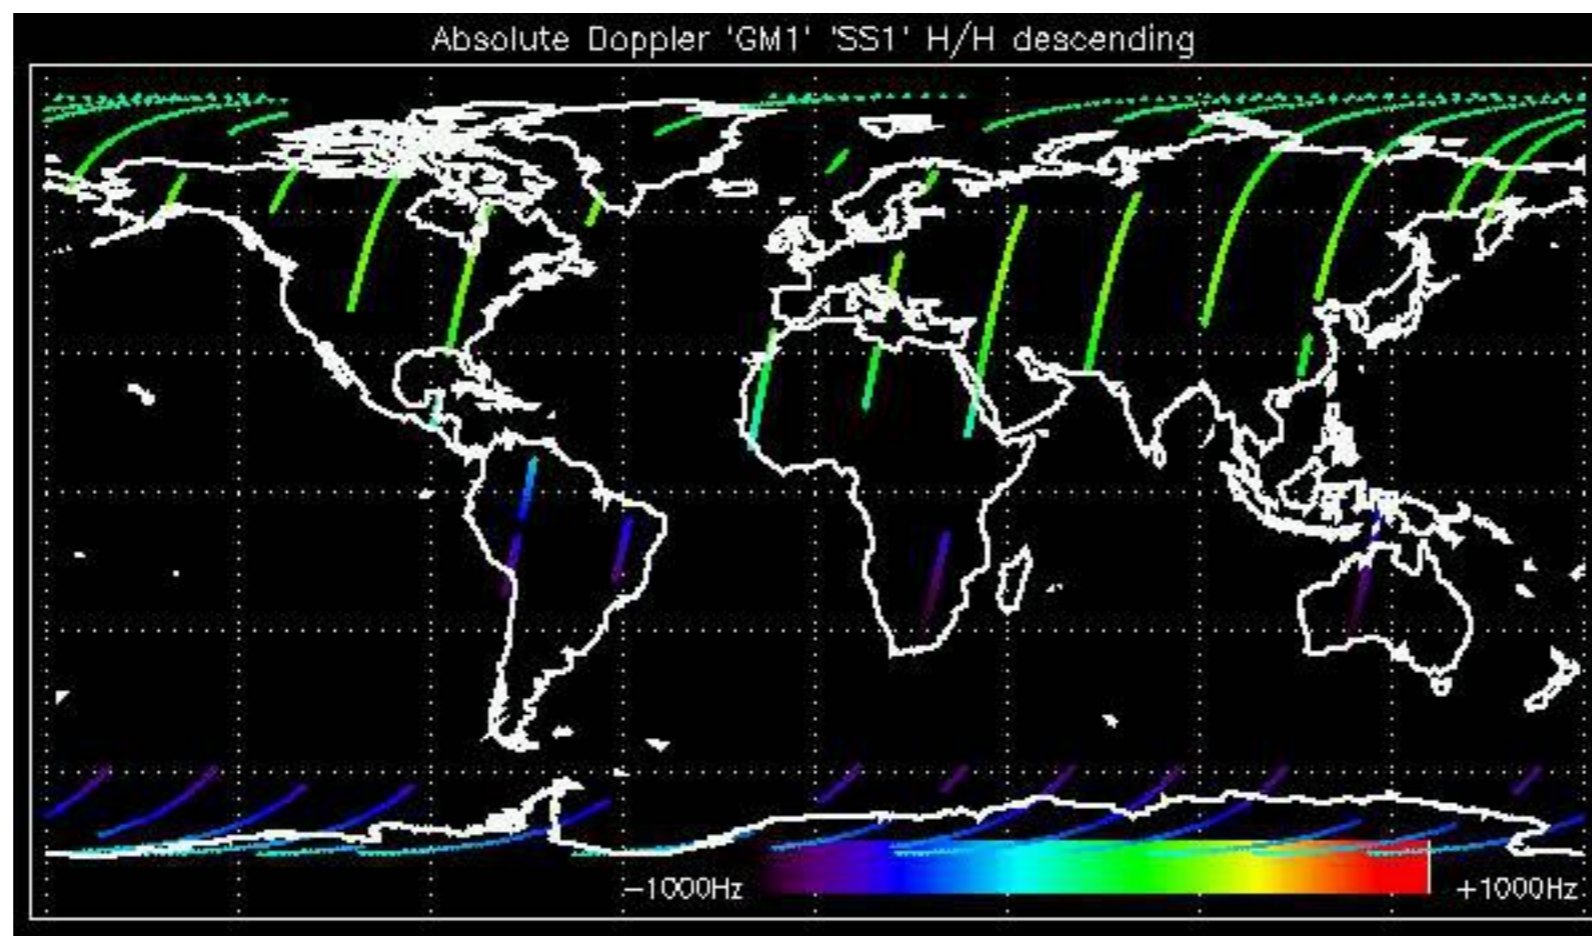 Absolute Doppler 'GM1' 'SS1' H/H descending
-1000Hz +1000Hz